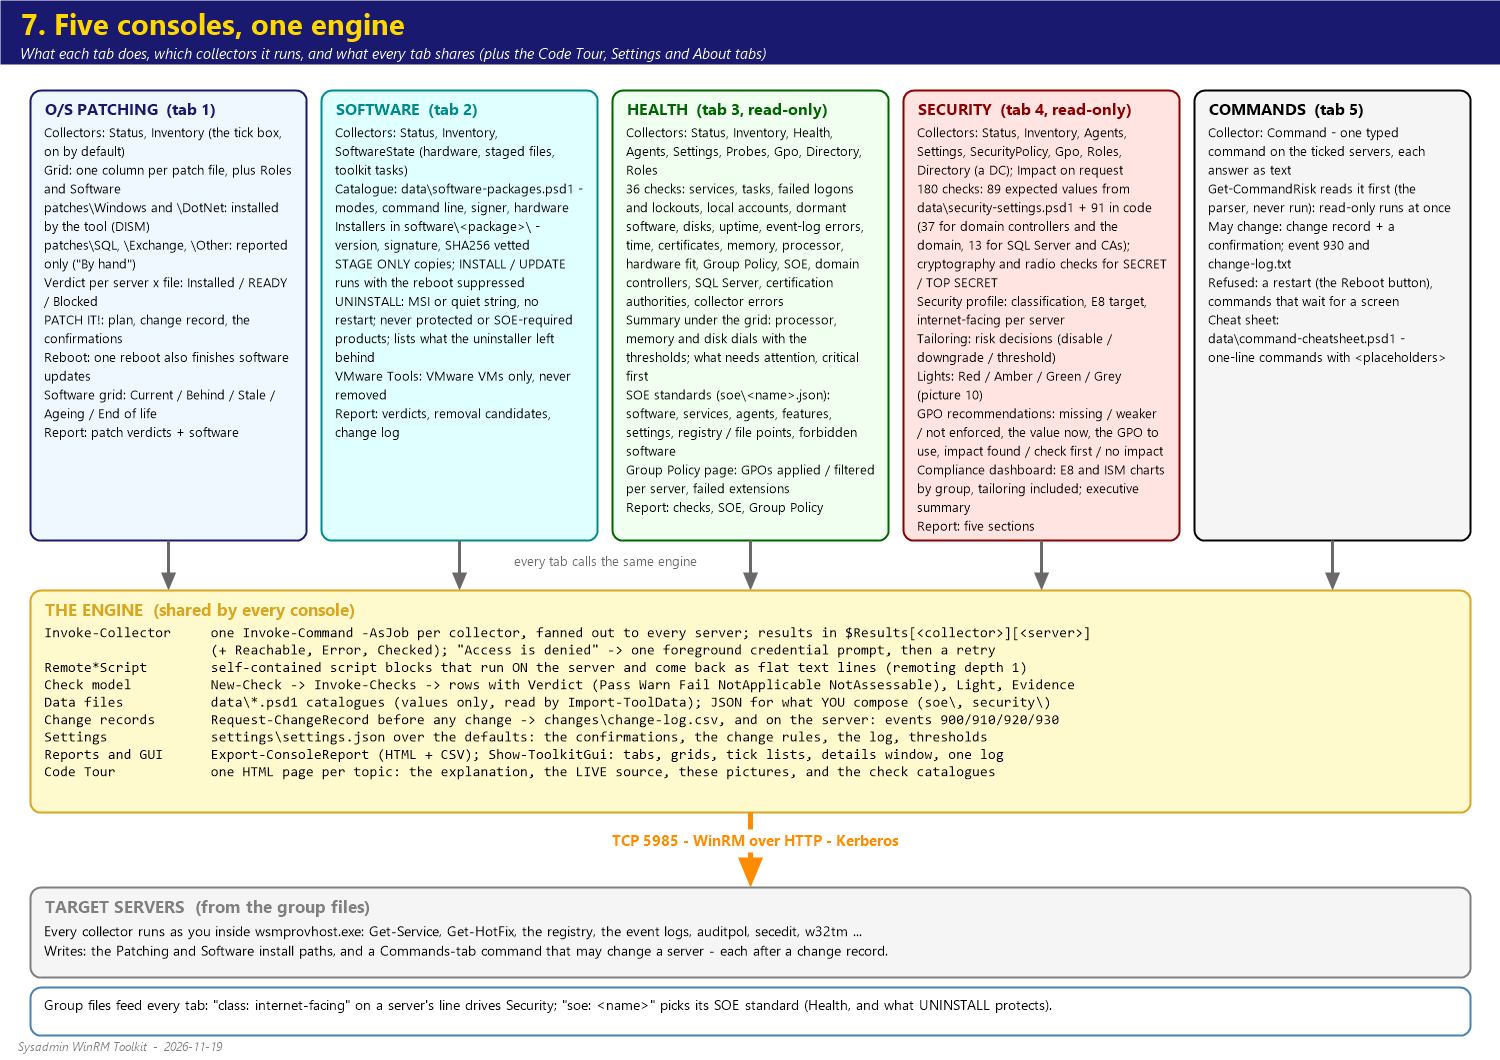 7. Five consoles, one engine
What each tab does, which collectors it runs, and what every tab shares (plus the Code Tour, Settings and About tabs)
O/S PATCHING (tab 1)
Collectors: Status, Inventory (the tick box,
on by default)
Grid: one column per patch file, plus Roles
and Software
patches\Windows and \DotNet: installed
by the tool (DISM)
patches\SQL, \Exchange, \Other: reported
only ("By hand")
Verdict per server x file: Installed / READY
/ Blocked
PATCH IT!: plan, change record, the
confirmations
Reboot: one reboot also finishes software
updates
Software grid: Current / Behind / Stale /
Ageing / End of life
Report: patch verdicts + software
SOFTWARE (tab 2)
Collectors: Status, Inventory,
SoftwareState (hardware, staged files,
toolkit tasks)
Catalogue: data\software-packages.psd1 -
modes, command line, signer, hardware
Installers in software\<package>\ -
version, signature, SHA256 vetted
STAGE ONLY copies; INSTALL / UPDATE
runs with the reboot suppressed
UNINSTALL: MSI or quiet string, no
restart; never protected or SOE-required
products; lists what the uninstaller left
behind
VMware Tools: VMware VMs only, never
removed
Report: verdicts, removal candidates,
change log
HEALTH (tab 3, read-only)
Collectors: Status, Inventory, Health,
Agents, Settings, Probes, Gpo, Directory,
Roles
36 checks: services, tasks, failed logons
and lockouts, local accounts, dormant
software, disks, uptime, event-log errors,
time, certificates, memory, processor,
hardware fit, Group Policy, SOE, domain
controllers, SQL Server, certification
authorities, collector errors
Summary under the grid: processor,
memory and disk dials with the
thresholds; what needs attention, critical
first
SOE standards (soe\<name>.json):
software, services, agents, features,
settings, registry / file points, forbidden
software
Group Policy page: GPOs applied / filtered
per server, failed extensions
Report: checks, SOE, Group Policy
SECURITY (tab 4, read-only)
Collectors: Status, Inventory, Agents,
Settings, SecurityPolicy, Gpo, Roles,
Directory (a DC); Impact on request
180 checks: 89 expected values from
data\security-settings.psd1 + 91 in code
(37 for domain controllers and the
domain, 13 for SQL Server and CAs);
cryptography and radio checks for SECRET
/ TOP SECRET
Security profile: classification, E8 target,
internet-facing per server
Tailoring: risk decisions (disable /
downgrade / threshold)
Lights: Red / Amber / Green / Grey
(picture 10)
GPO recommendations: missing / weaker
/ not enforced, the value now, the GPO to
use, impact found / check first / no impact
Compliance dashboard: E8 and ISM charts
by group, tailoring included; executive
summary
Report: five sections
COMMANDS (tab 5)
Collector: Command - one typed
command on the ticked servers, each
answer as text
Get-CommandRisk reads it first (the
parser, never run): read-only runs at once
May change: change record + a
confirmation; event 930 and
change-log.txt
Refused: a restart (the Reboot button),
commands that wait for a screen
Cheat sheet:
data\command-cheatsheet.psd1 -
one-line commands with <placeholders>
every tab calls the same engine
THE ENGINE (shared by every console)
Invoke-Collector one Invoke-Command -AsJob per collector, fanned out to every server; results in $Results[<collector>][<server>]
(+ Reachable, Error, Checked); "Access is denied" -> one foreground credential prompt, then a retry
Remote*Script self-contained script blocks that run ON the server and come back as flat text lines (remoting depth 1)
Check model New-Check -> Invoke-Checks -> rows with Verdict (Pass Warn Fail NotApplicable NotAssessable), Light, Evidence
Data files data\*.psd1 catalogues (values only, read by Import-ToolData); JSON for what YOU compose (soe\, security\)
Change records Request-ChangeRecord before any change -> changes\change-log.csv, and on the server: events 900/910/920/930
Settings settings\settings.json over the defaults: the confirmations, the change rules, the log, thresholds
Reports and GUI Export-ConsoleReport (HTML + CSV); Show-ToolkitGui: tabs, grids, tick lists, details window, one log
Code Tour one HTML page per topic: the explanation, the LIVE source, these pictures, and the check catalogues
TCP 5985 - WinRM over HTTP - Kerberos
TARGET SERVERS (from the group files)
Every collector runs as you inside wsmprovhost.exe: Get-Service, Get-HotFix, the registry, the event logs, auditpol, secedit, w32tm ...
Writes: the Patching and Software install paths, and a Commands-tab command that may change a server - each after a change record.
Group files feed every tab: "class: internet-facing" on a server's line drives Security; "soe: <name>" picks its SOE standard (Health, and what UNINSTALL protects).
Sysadmin WinRM Toolkit - 2026-11-19